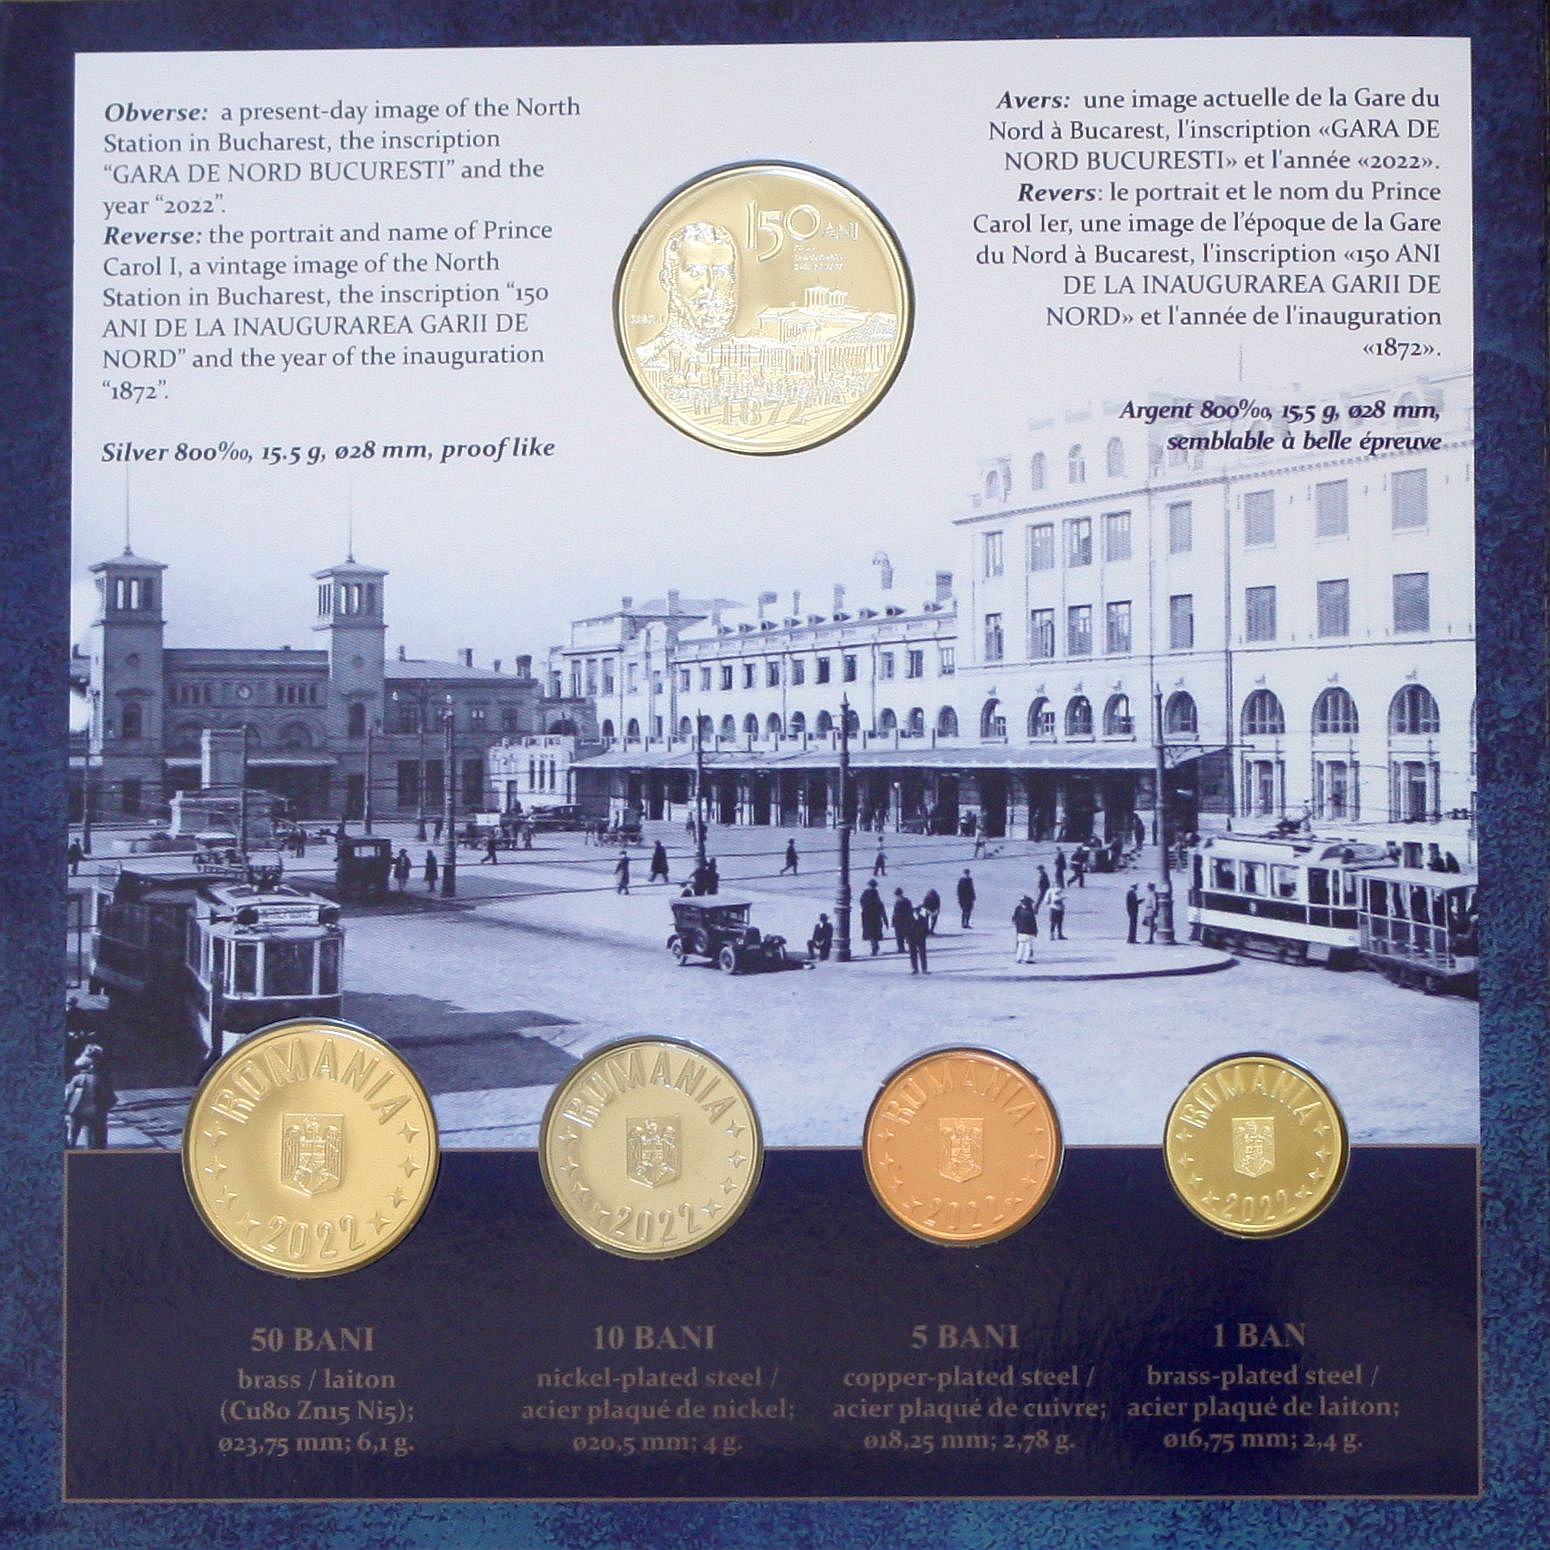 Obverse: a present-day image of the North
Station in Bucharest, the inscription
“GARA DE NORD BUCURESTI” and the
year “2022”.
Reverse: the portrait and name of Prince
Carol I, a vintage image of the North
Station in Bucharest, the inscription “150
ANI DE LA INAUGURAREA GARII DE
NORD” and the year of the inauguration
“1872”.
Silver 800‰, 15.5 g, ø28 mm, proof like
Avers: une image actuelle de la Gare du
Nord à Bucarest, l'inscription «GARA DE
NORD BUCURESTI» et l'année «2022».
Revers: le portrait et le nom du Prince
Carol Ier, une image de l'époque de la Gare
du Nord à Bucarest, l'inscription «150 ANI
DE LA INAUGURAREA GARII DE
NORD» et l'année de l'inauguration
«1872».
Argent 800‰, 15,5 g, ø28 mm,
semblable à belle épreuve
150 ANI
1872
ROMANIA
2022
ROMANIA
2022
ROMANIA
2022
ROMANIA
2022
50 BANI
brass / laiton
(Cu80 Zn15 Ni5);
ø23,75 mm; 6,1 g.
10 BANI
nickel-plated steel /
acier plaqué de nickel;
ø20,5 mm; 4 g.
5 BANI
copper-plated steel /
acier plaqué de cuivre;
ø18,25 mm; 2,78 g.
1 BAN
brass-plated steel /
acier plaqué de laiton;
ø16,75 mm; 2,4 g.